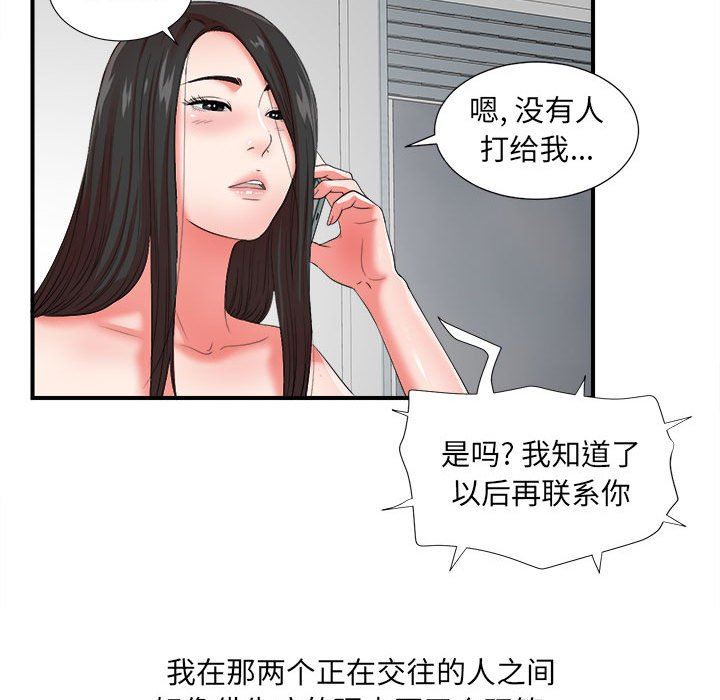 嗯, 没有人
打给我...
是吗? 我知道了
以后再联系你
我在那两个正在交往的人之间